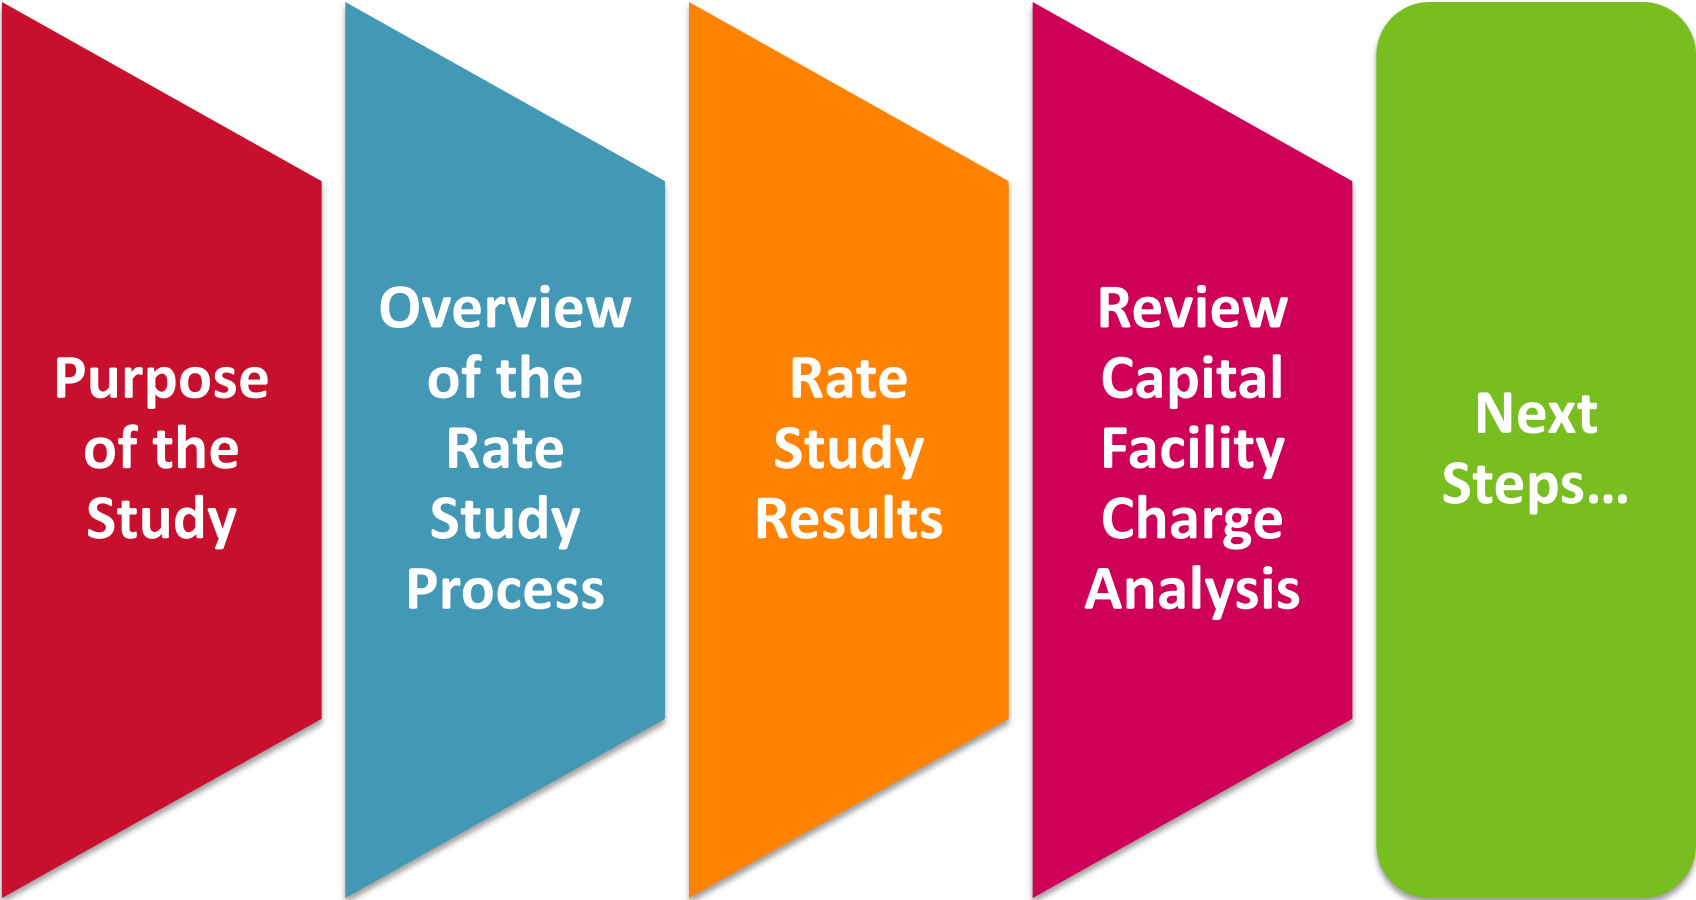 Purpose
of the
Study
Overview
of the
Rate
Study
Process
Rate
Study
Results
Review
Capital
Facility
Charge
Analysis
Next
Steps...